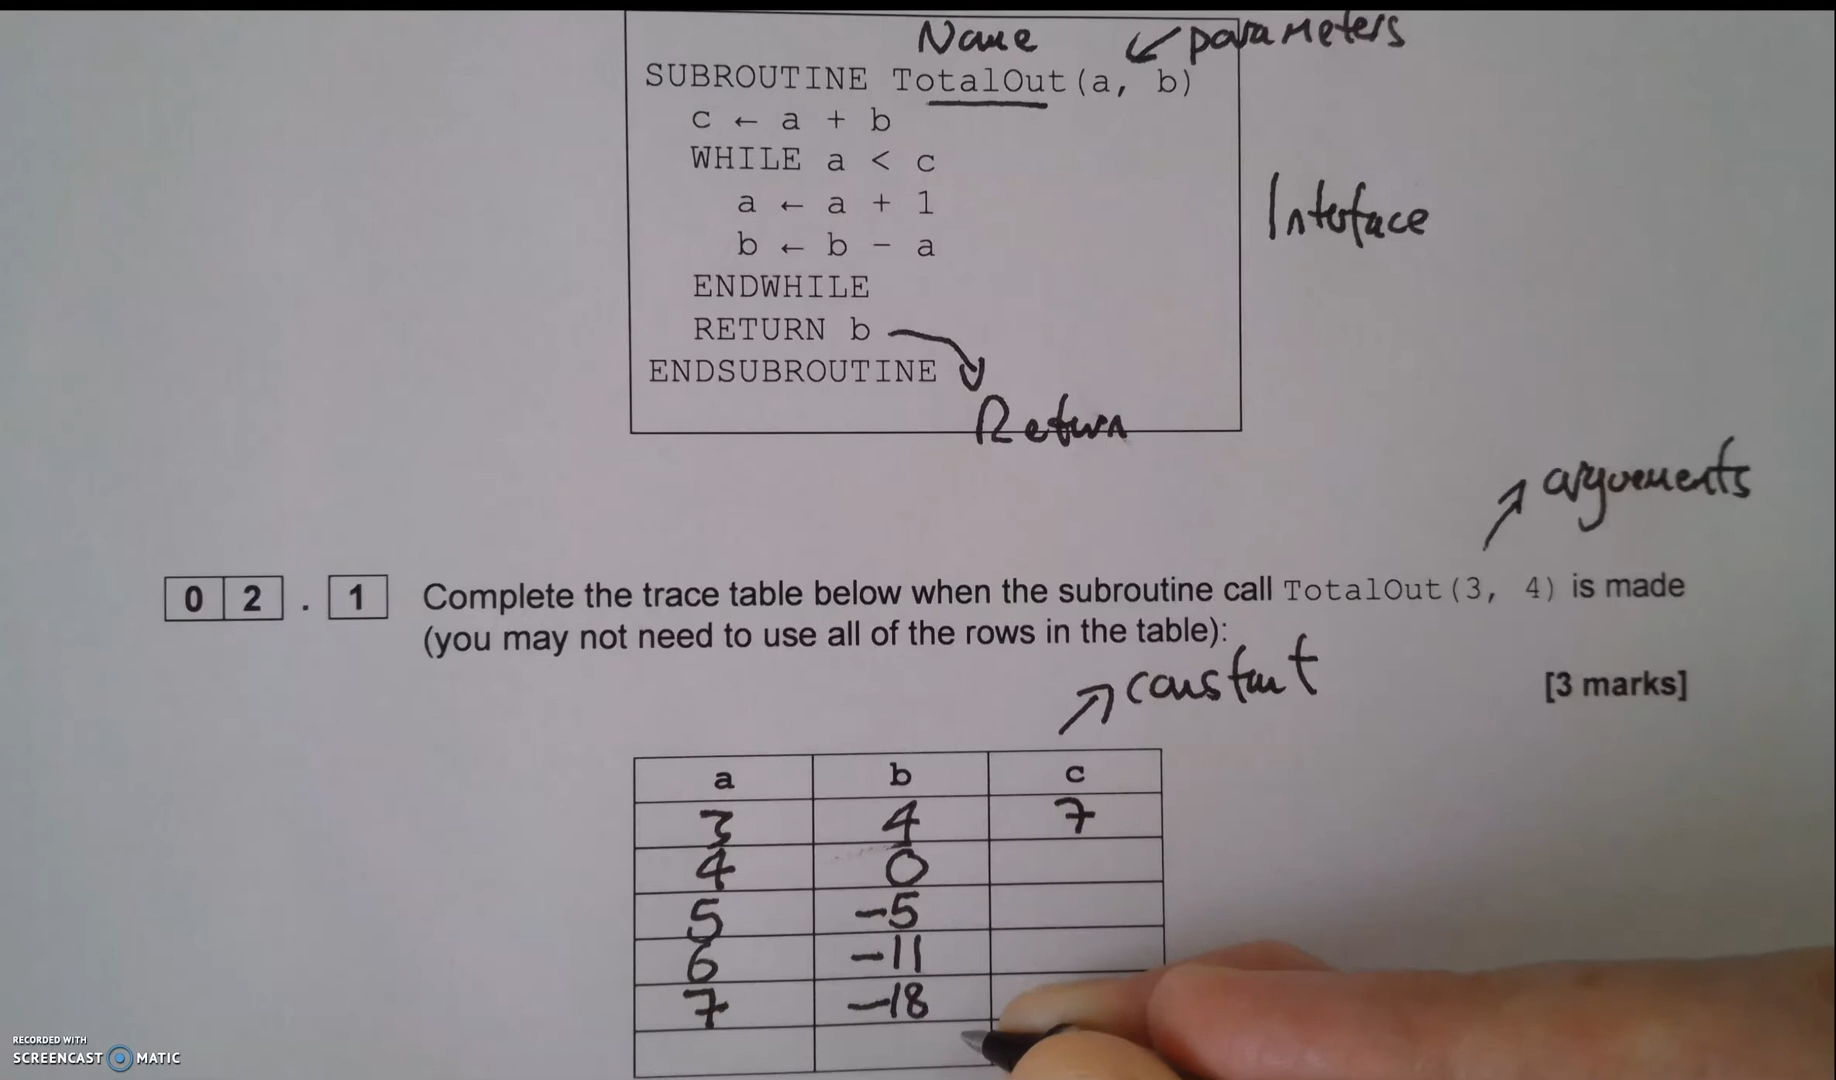 Name
parameters
SUBROUTINE TotalOut(a, b)
c ← a + b
WHILE a < c
a ← a + 1
b ← b - a
ENDWHILE
RETURN b
ENDSUBROUTINE
Return
Interface
arguements
0 2 . 1 Complete the trace table below when the subroutine call TotalOut(3, 4) is made
(you may not need to use all of the rows in the table):
constant
[3 marks]
a b c
3 4 7
4 0
5 -5
6 -11
7 -18
RECORDED WITH
SCREENCAST MATIC